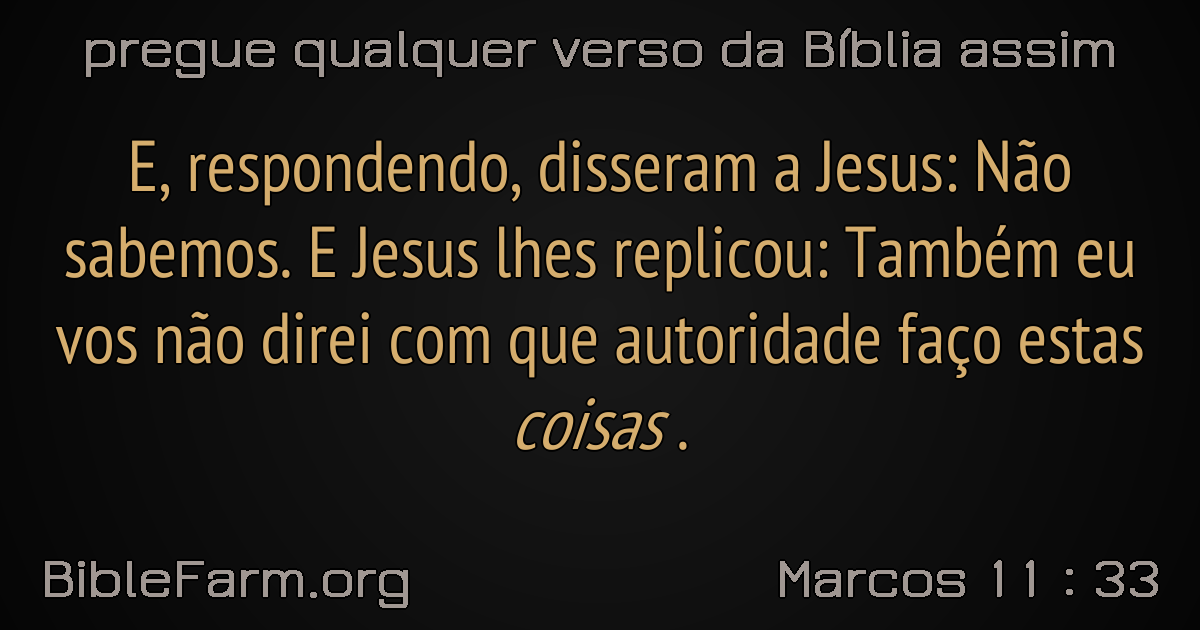 pregue qualquer verso da Bíblia assim
E, respondendo, disseram a Jesus: Não
sabemos. E Jesus lhes replicou: Também eu
vos não direi com que autoridade faço estas
coisas .
BibleFarm.org
Marcos 11 : 33